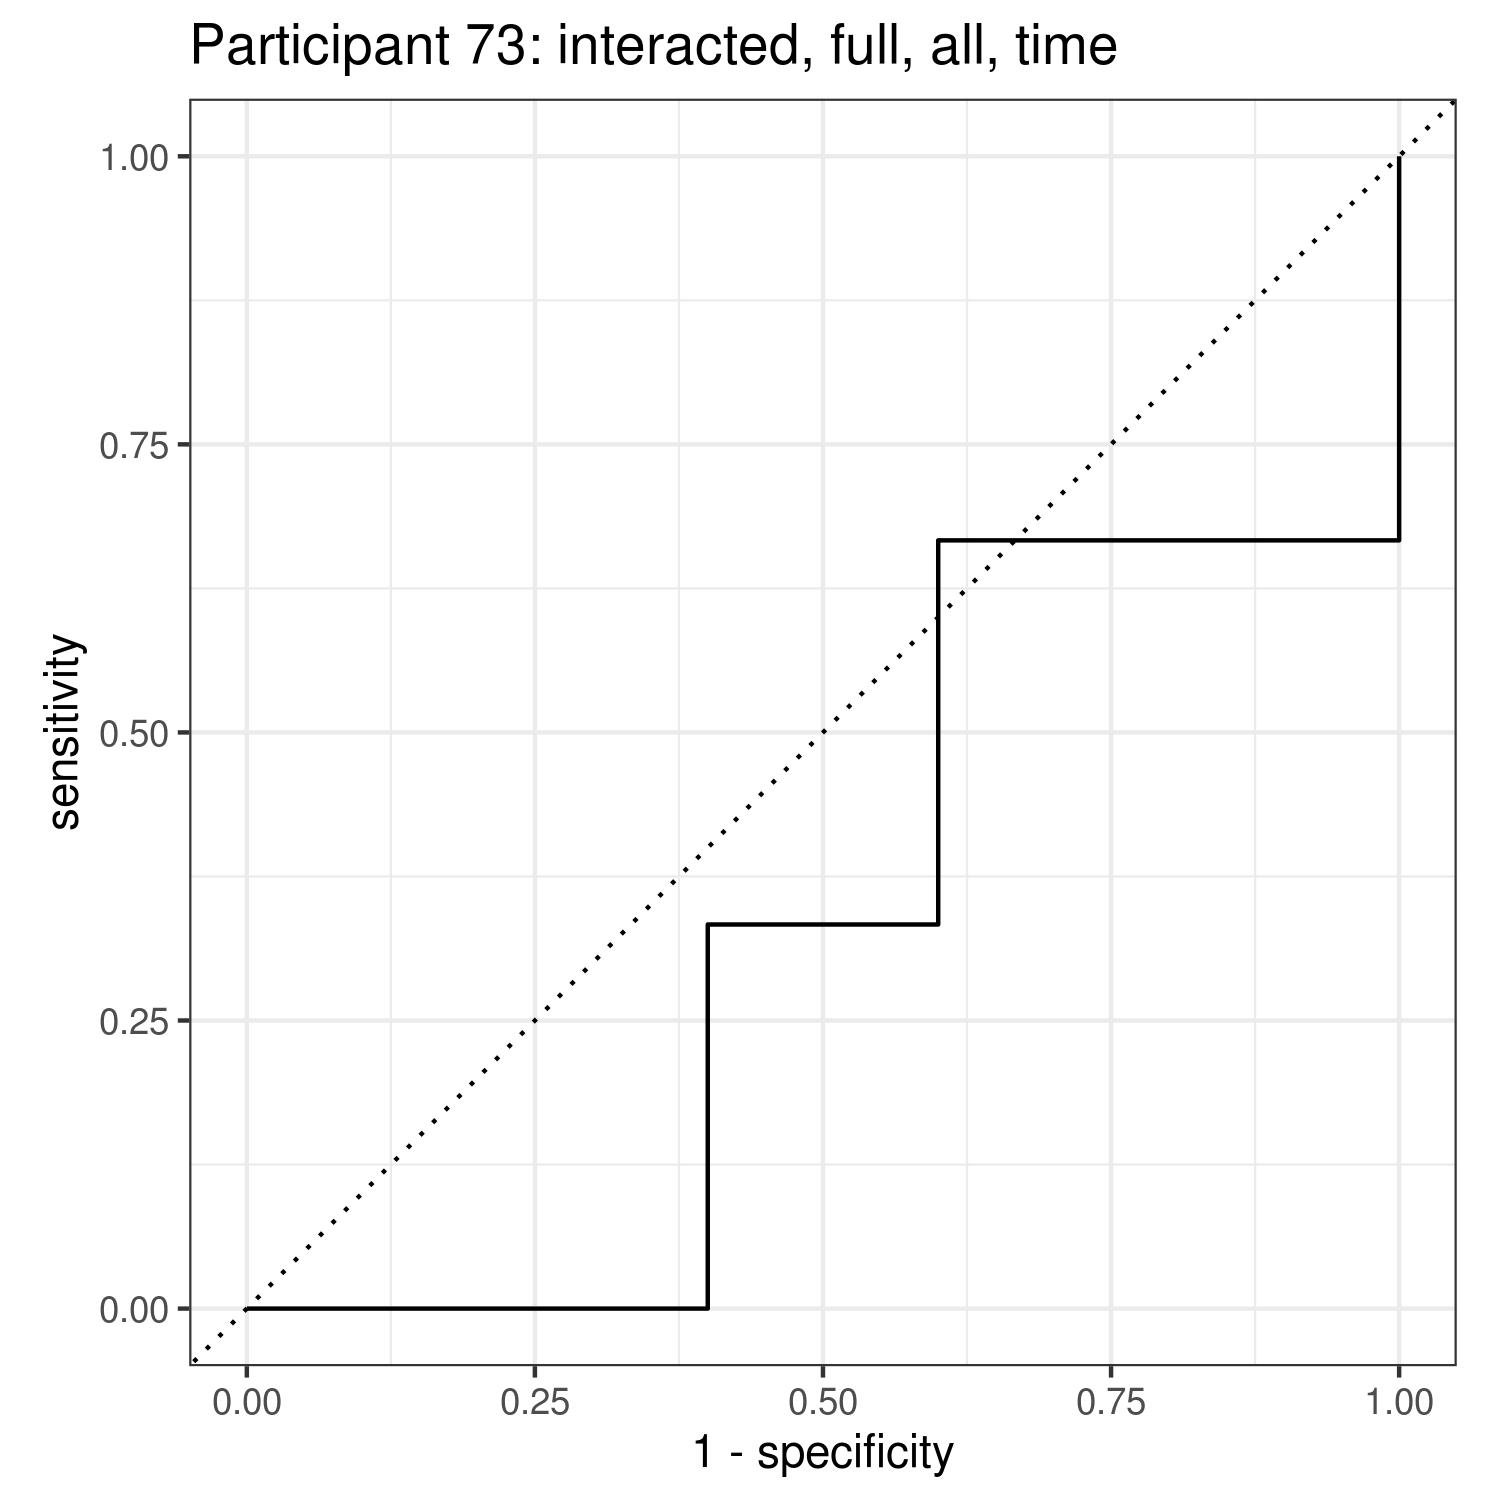 Participant 73: interacted, full, all, time
1.00
0.75
0.50
0.25
0.00
sensitivity
0.00 0.25 0.50 0.75 1.00
1 - specificity